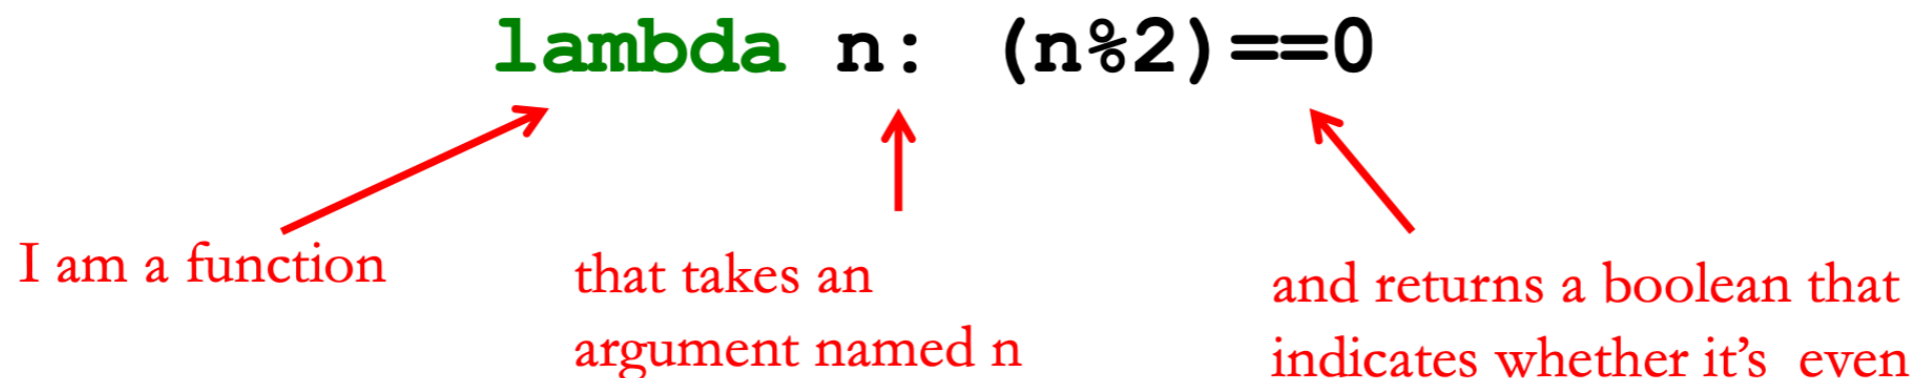 lambda n: (n%2)==0
I am a function
that takes an
argument named n
and returns a boolean that
indicates whether it’s even